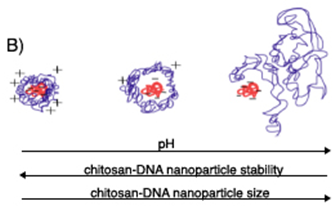 B)
+ + + + + + +
+ + −
−
pH
chitosan-DNA nanoparticle stability
chitosan-DNA nanoparticle size